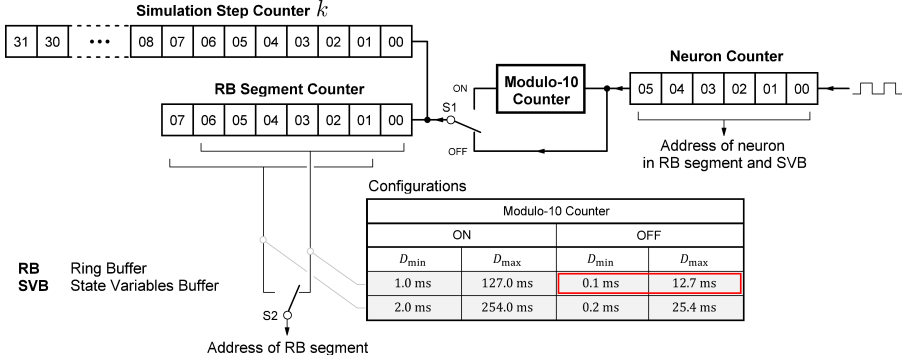 Simulation Step Counter k
31 30 ••• 08 07 06 05 04 03 02 01 00
Neuron Counter
05 04 03 02 01 00
Modulo-10
Counter
RB Segment Counter
07 06 05 04 03 02 01 00
ON
S1
OFF
Address of neuron
in RB segment and SVB
Configurations
Modulo-10 Counter
ON OFF
Dmin Dmax Dmin Dmax
1.0 ms 127.0 ms 0.1 ms 12.7 ms
2.0 ms 254.0 ms 0.2 ms 25.4 ms
RB Ring Buffer
SVB State Variables Buffer
S2
Address of RB segment